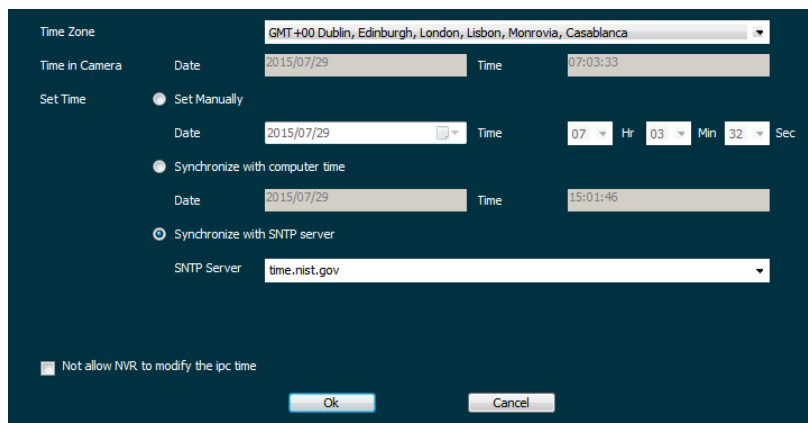 Time Zone GMT+00 Dublin, Edinburgh, London, Lisbon, Monrovia, Casablanca
Time in Camera Date 2015/07/29 Time 07:03:33
Set Time Set Manually
Date 2015/07/29 Time 07 Hr 03 Min 32 Sec
Synchronize with computer time
Date 2015/07/29 Time 15:01:46
Synchronize with SNTP server
SNTP Server time.nist.gov
Not allow NVR to modify the ipc time
Ok Cancel